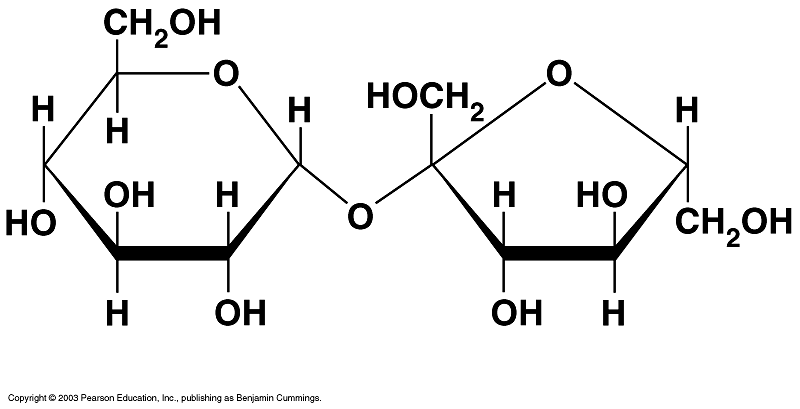 CH2OH
O O
HOCH2
H H H
H
OH H H HO
HO O CH2OH
H OH OH H
Copyright © 2003 Pearson Education, Inc., publishing as Benjamin Cummings.